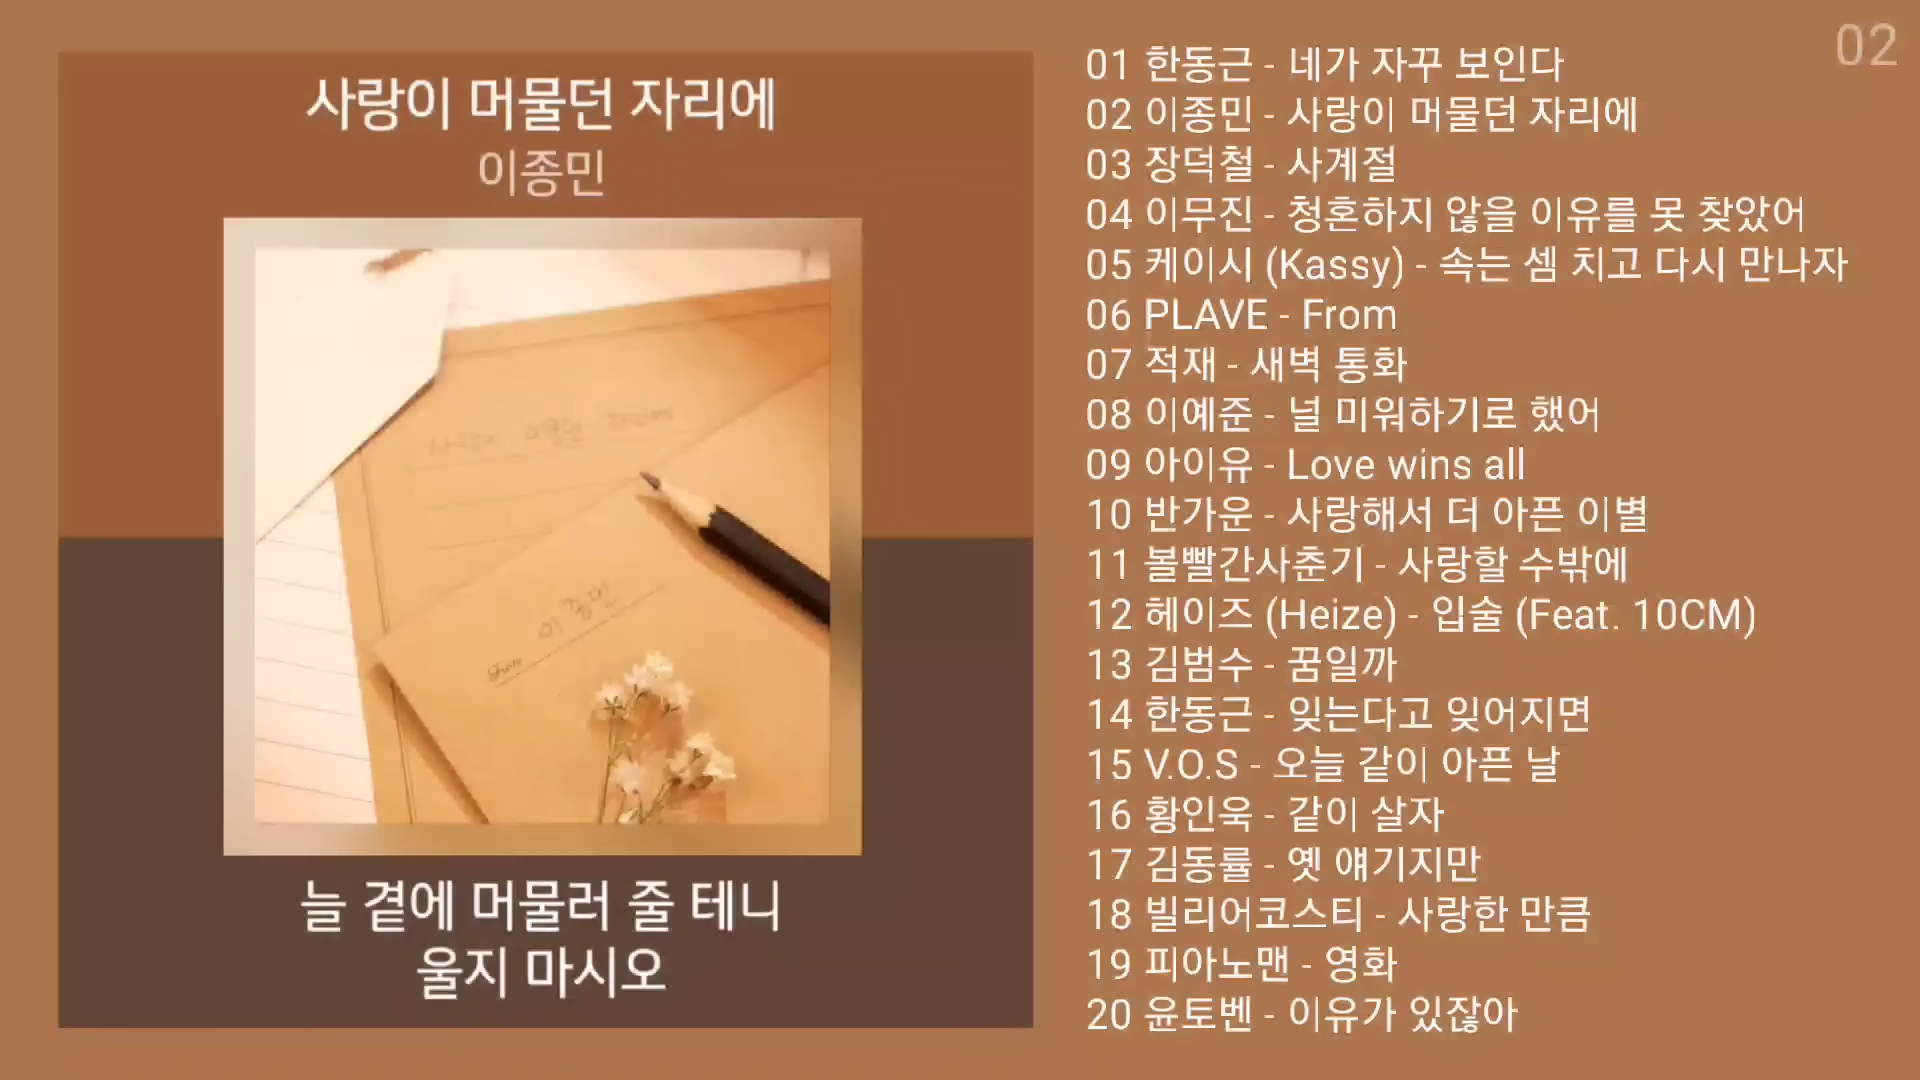 사랑이 머물던 자리에
이종민
이종민
From
늘 곁에 머물러 줄 테니
울지 마시오
02
01 한동근 - 네가 자꾸 보인다
02 이종민 - 사랑이 머물던 자리에
03 장덕철 - 사계절
04 이무진 - 청혼하지 않을 이유를 못 찾았어
05 케이시 (Kassy) - 속는 셈 치고 다시 만나자
06 PLAVE - From
07 적재 - 새벽 통화
08 이예준 - 널 미워하기로 했어
09 아이유 - Love wins all
10 반가운 - 사랑해서 더 아픈 이별
11 볼빨간사춘기 - 사랑할 수밖에
12 헤이즈 (Heize) - 입술 (Feat. 10CM)
13 김범수 - 꿈일까
14 한동근 - 잊는다고 잊어지면
15 V.O.S - 오늘 같이 아픈 날
16 황인욱 - 같이 살자
17 김동률 - 옛 얘기지만
18 빌리어코스티 - 사랑한 만큼
19 피아노맨 - 영화
20 윤토벤 - 이유가 있잖아